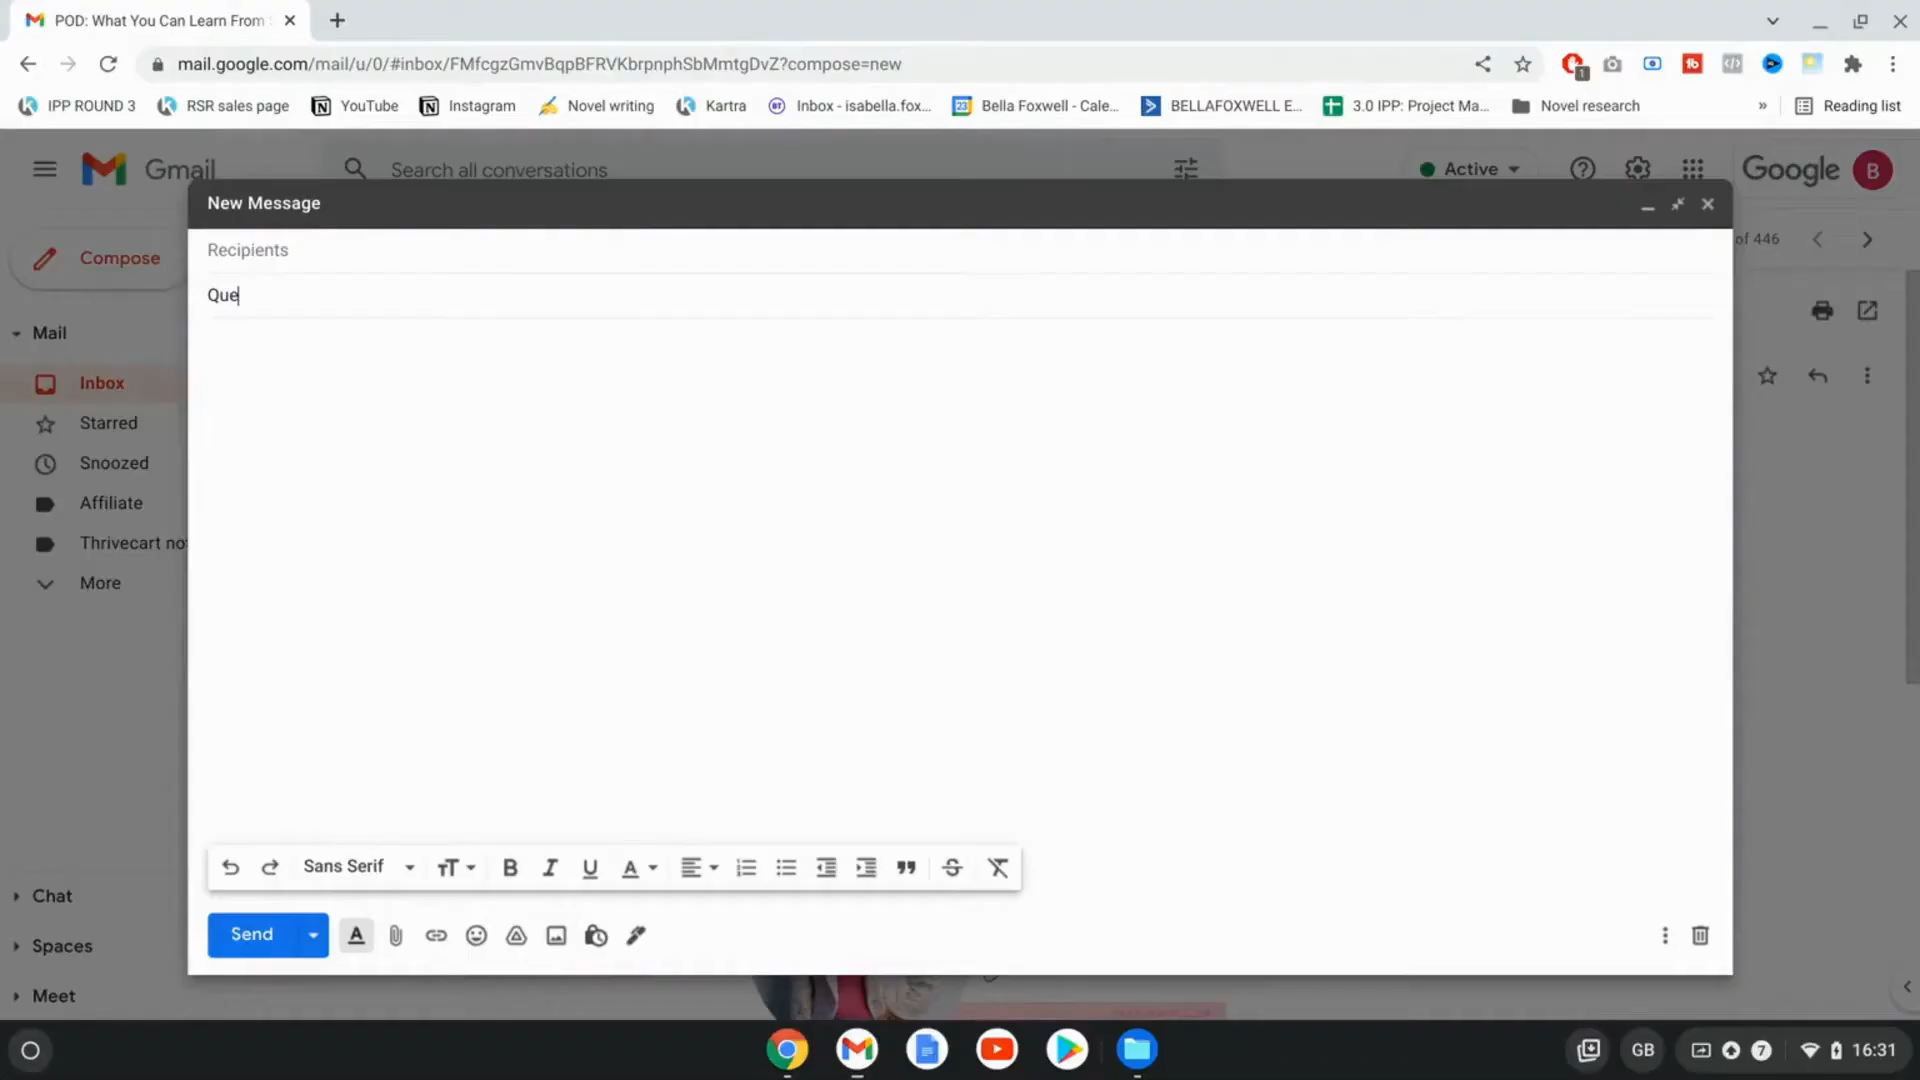 POD: What You Can Learn From
mail.google.com/mail/u/0/#inbox/FMfcgzGmvBqpBFRVKbrpnphSbMmtgDvZ?compose=new
1
IPP ROUND 3 RSR sales page YouTube Instagram Novel writing Kartra Inbox - isabella.fox... Bella Foxwell - Cale... BELLAFOXWELL E... 3.0 IPP: Project Ma... Novel research » Reading list
Gmail Search all conversations Active Google B
New Message
Recipients
of 446
Compose
Que
Mail
Inbox
Starred
Snoozed
Affiliate
Thrivecart no
More
Sans Serif
Chat
Send
Spaces
Meet
GB 7 16:31